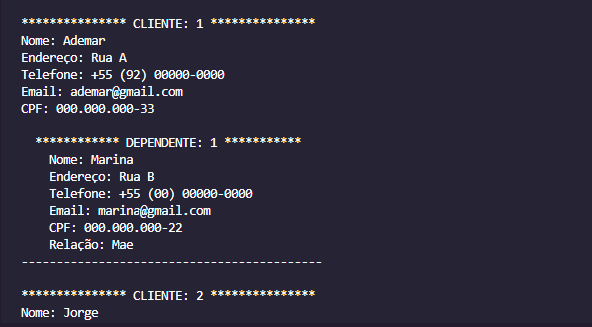 *************** CLIENTE: 1 ***************
Nome: Ademar
Endereço: Rua A
Telefone: +55 (92) 00000-0000
Email: ademar@gmail.com
CPF: 000.000.000-33
************ DEPENDENTE: 1 ***********
Nome: Marina
Endereço: Rua B
Telefone: +55 (00) 00000-0000
Email: marina@gmail.com
CPF: 000.000.000-22
Relação: Mae
-------------------------------------------
*************** CLIENTE: 2 ***************
Nome: Jorge